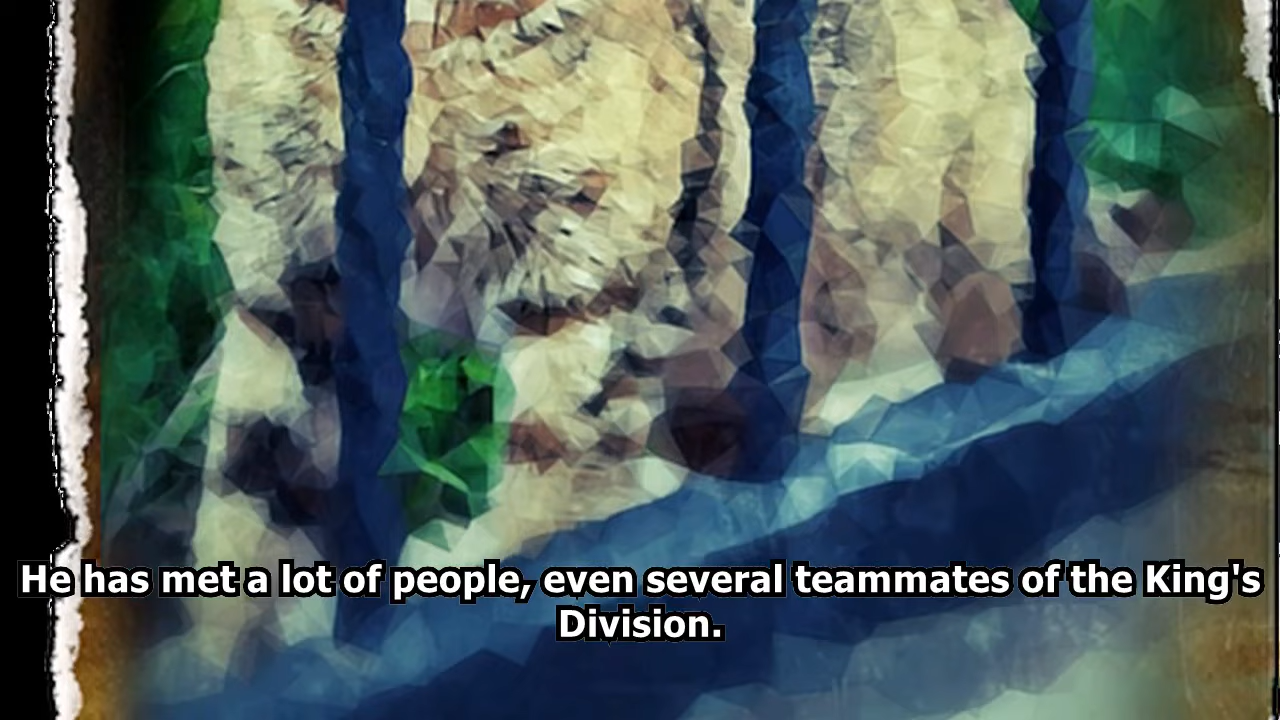 He has met a lot of people, even several teammates of the King's
Division.